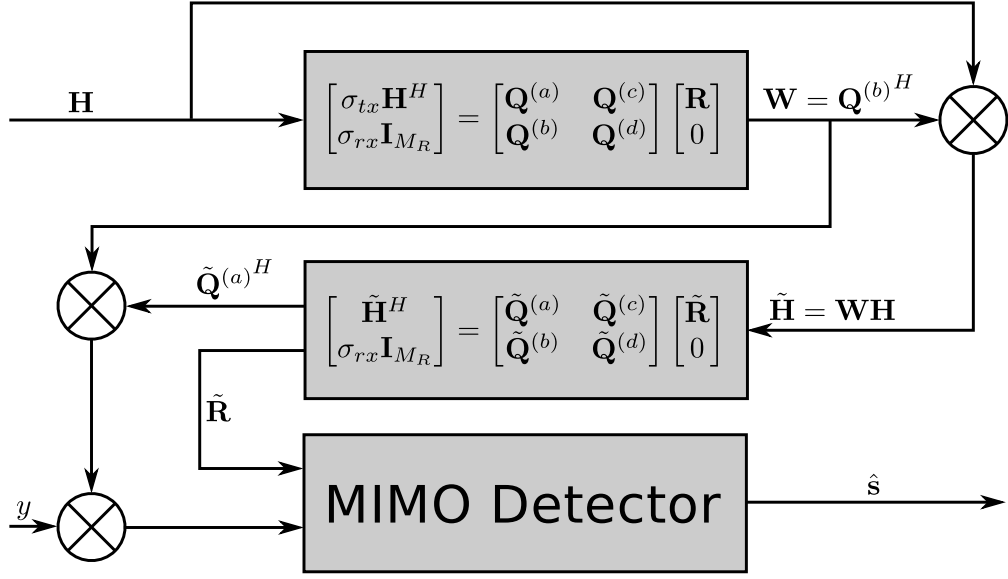 H
[σ_tx H^H; σ_rx I_{M_R}] = [Q^(a) Q^(c); Q^(b) Q^(d)] [R; 0]
W = Q^(b)^H
Q̃^(a)^H
[H̃^H; σ_rx I_{M_R}] = [Q̃^(a) Q̃^(c); Q̃^(b) Q̃^(d)] [R̃; 0]
H̃ = WH
R̃
MIMO Detector
ŝ
y